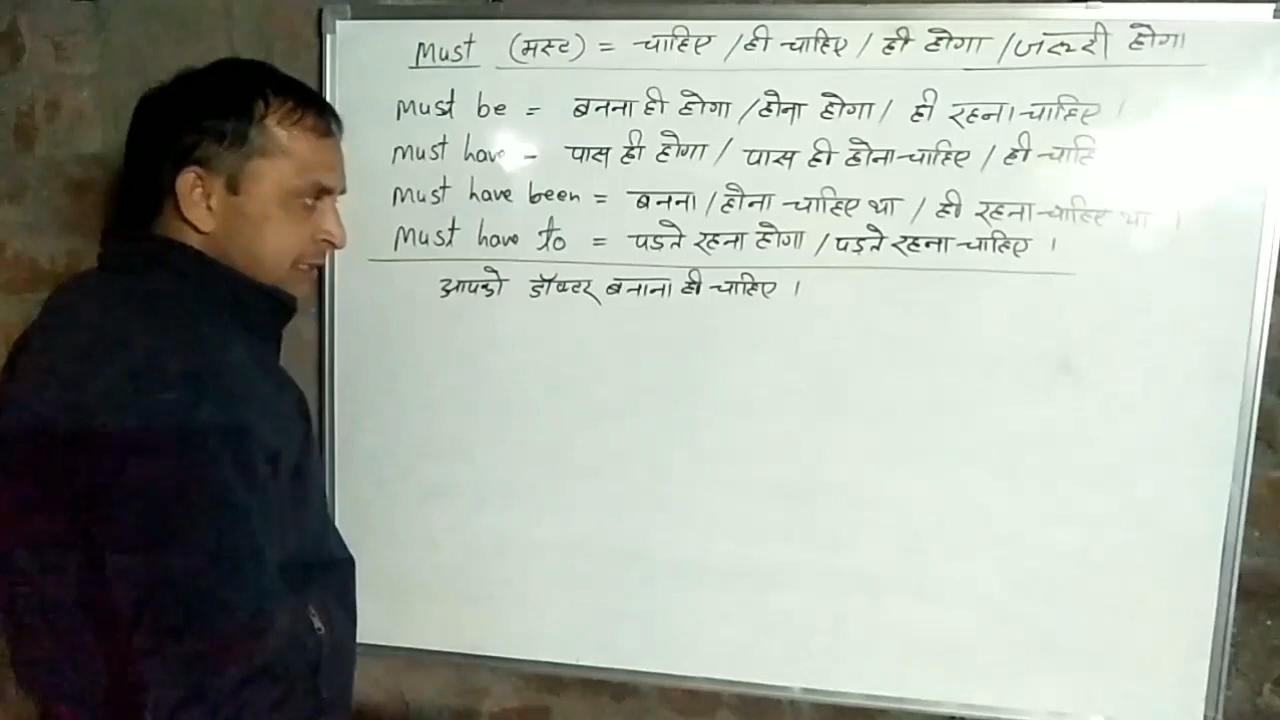 Must (मस्ट) = चाहिए / ही चाहिए / ही होगा / जरूरी होगा
Must be = बनना ही होगा / होना होगा / ही रहना चाहिए ।
Must have - पास ही होगा / पास ही होना चाहिए / ही चाहि
Must have been = बनना / होना चाहिए था / ही रहना चाहिए था ।
Must have to = पड़ते रहना होगा / पड़ते रहना चाहिए ।
आपको डॉक्टर बनाना ही चाहिए ।